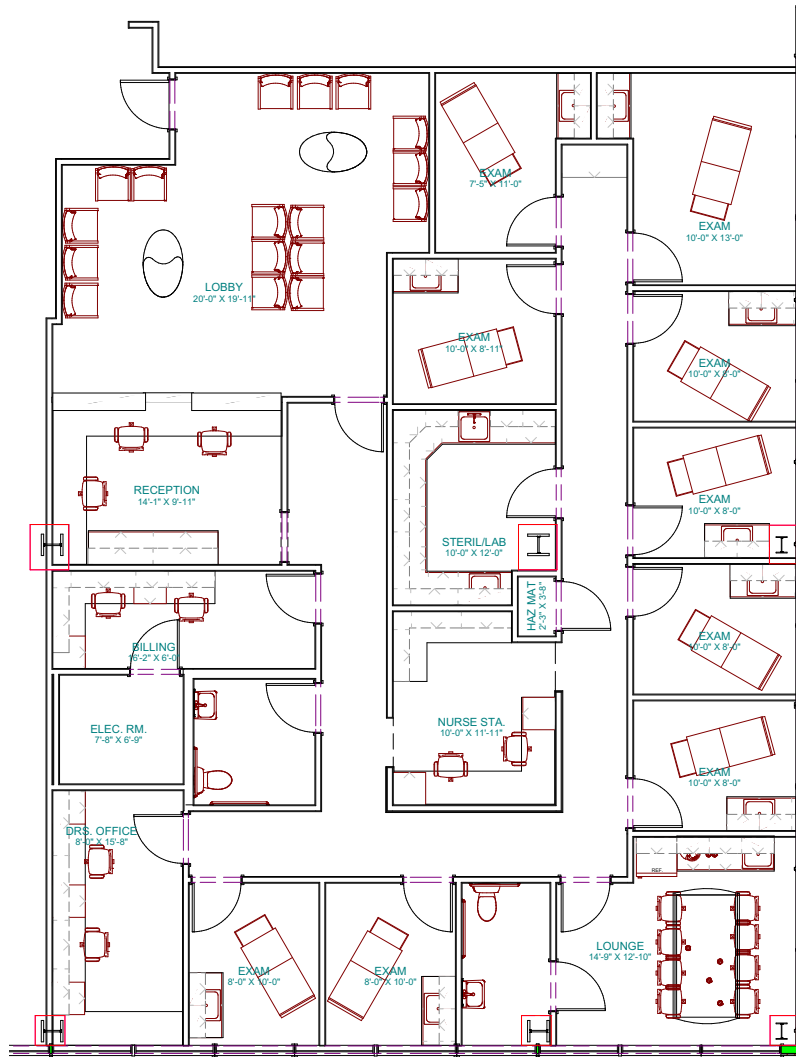 EXAM
7'-5" X 11'-0"
EXAM
10'-0" X 13'-0"
LOBBY
20'-0" X 19'-11"
EXAM
10'-0" X 8'-11"
EXAM
10'-0" X 8'-0"
RECEPTION
14'-1" X 9'-11"
EXAM
10'-0" X 8'-0"
STERIL/LAB
10'-0" X 12'-0"
HAZ MAT
2'-3" X 3'-8"
BILLING
16'-2" X 6'-0"
EXAM
10'-0" X 8'-0"
ELEC. RM.
7'-8" X 6'-9"
NURSE STA.
10'-0" X 11'-11"
EXAM
10'-0" X 8'-0"
DRS. OFFICE
8'-0" X 15'-8"
REF.
EXAM
8'-0" X 10'-0"
EXAM
8'-0" X 10'-0"
LOUNGE
14'-9" X 12'-10"